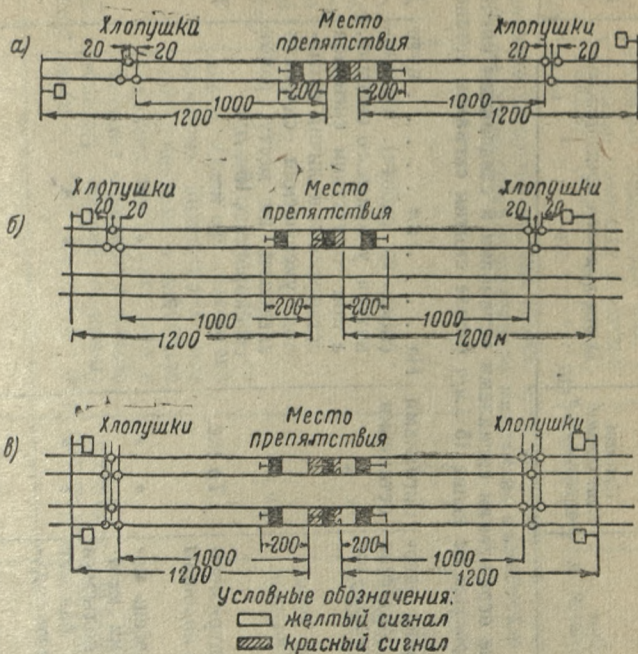 а)
Хлопушки
20 20
Место
препятствия
Хлопушки
20 20
200 200
1000 1000
1200 1200
б)
Хлопушки
20 20
Место
препятствия
Хлопушки
20 20
200 200
1000 1000
1200 1200м
в)
Хлопушки
Место
препятствия
Хлопушки
200 200
1000 1000
1200 1200
Условные обозначения:
желтый сигнал
красный сигнал